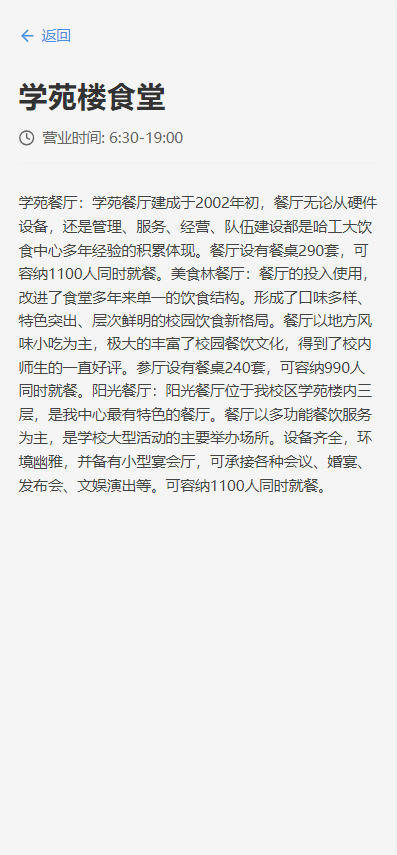 返回
学苑楼食堂
营业时间: 6:30-19:00
学苑餐厅：学苑餐厅建成于2002年初，餐厅无论从硬件
设备，还是管理、服务、经营、队伍建设都是哈工大饮
食中心多年经验的积累体现。餐厅设有餐桌290套，可
容纳1100人同时就餐。美食林餐厅：餐厅的投入使用，
改进了食堂多年来单一的饮食结构。形成了口味多样、
特色突出、层次鲜明的校园饮食新格局。餐厅以地方风
味小吃为主，极大的丰富了校园餐饮文化，得到了校内
师生的一直好评。参厅设有餐桌240套，可容纳990人
同时就餐。阳光餐厅：阳光餐厅位于我校区学苑楼内三
层，是我中心最有特色的餐厅。餐厅以多功能餐饮服务
为主，是学校大型活动的主要举办场所。设备齐全，环
境幽雅，并备有小型宴会厅，可承接各种会议、婚宴、
发布会、文娱演出等。可容纳1100人同时就餐。